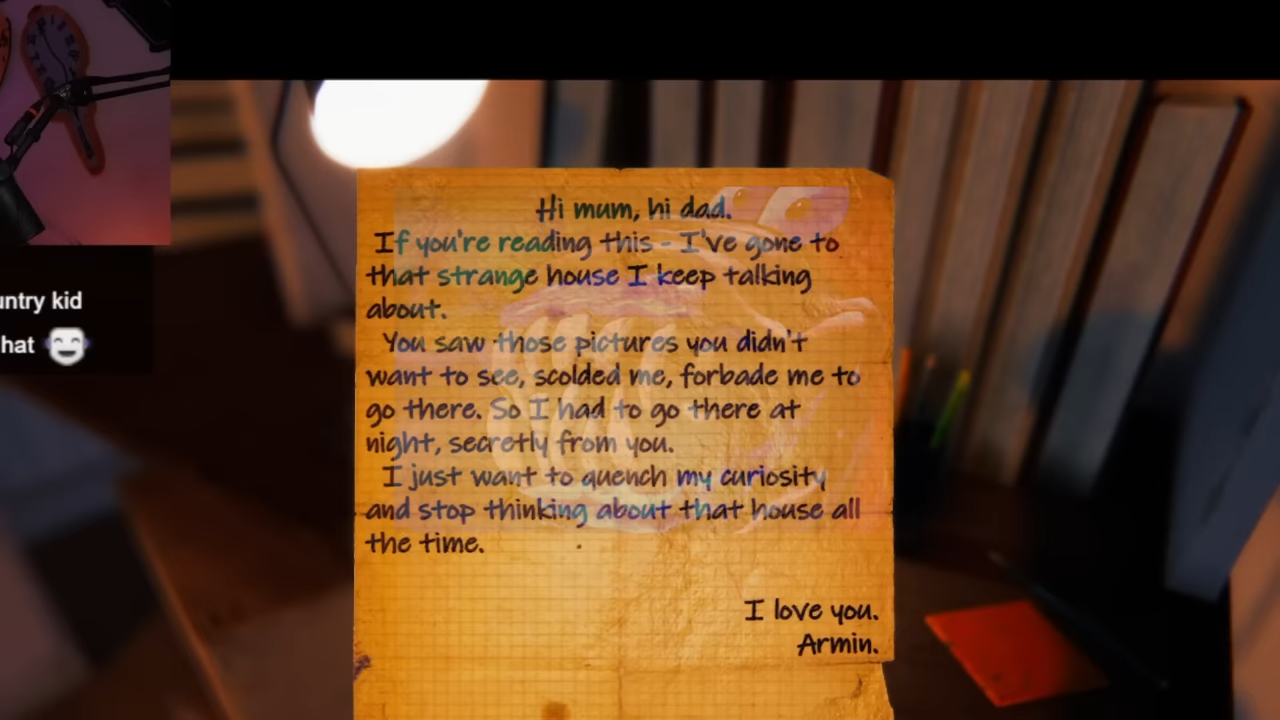 Hi mum, hi dad.
If you're reading this - I've gone to
that strange house I keep talking
about.
You saw those pictures you didn't
want to see, scolded me, forbade me to
go there. So I had to go there at
night, secretly from you.
I just want to quench my curiosity
and stop thinking about that house all
the time.
I love you.
Armin.
untry kid
hat